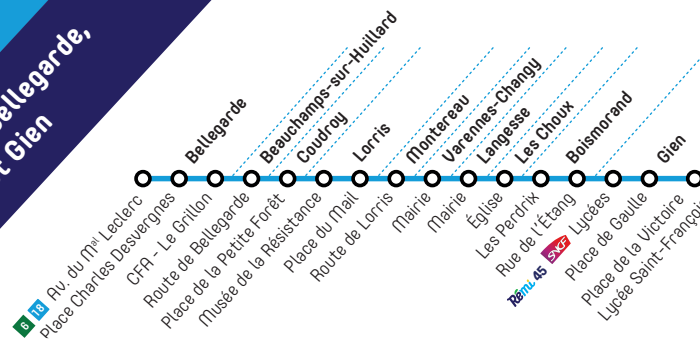 ellegarde,
t Gien
Bellegarde
Beauchamps-sur-Huillard
Coudroy
Lorris
Montereau
Varennes-Changy
Langesse
Les Choux
Boismorand
Gien
6 18 Av. du Mal Leclerc
Place Charles Desvergnes
CFA - Le Grillon
Route de Bellegarde
Place de la Petite Forêt
Musée de la Résistance
Place du Mail
Route de Lorris
Mairie
Mairie
Église
Les Perdrix
Rue de l'Étang
Rémi 45 SNCF Lycées
Place de Gaulle
Place de la Victoire
Lycée Saint-François